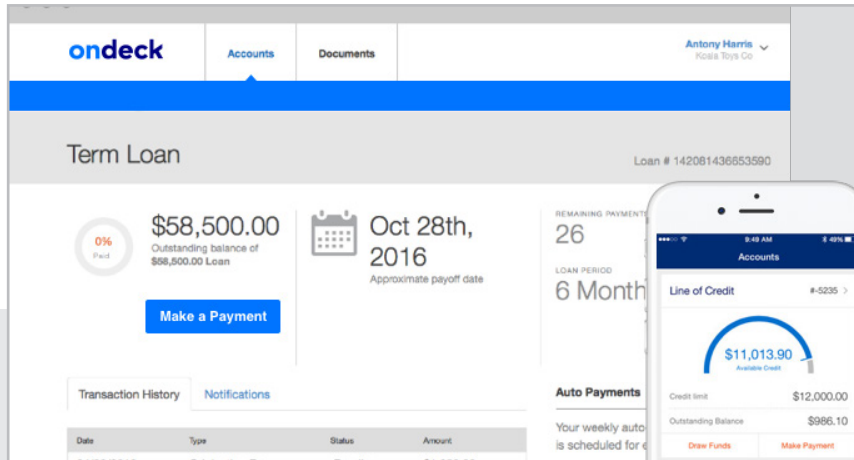 ondeck
Accounts
Documents
Antony Harris
Koala Toys Co
Term Loan
Loan # 142081436653590
0%
Paid
$58,500.00
Outstanding balance of
$58,500.00 Loan
Make a Payment
Oct 28th,
2016
Approximate payoff date
REMAINING PAYMENT
26
LOAN PERIOD
6 Month
Transaction History
Notifications
Date Type Status Amount
Auto Payments
Your weekly auto
is scheduled for e
9:49 AM 49%
Accounts
Line of Credit #-5235
$11,013.90
Available Credit
Credit limit $12,000.00
Outstanding Balance $986.10
Draw Funds Make Payment